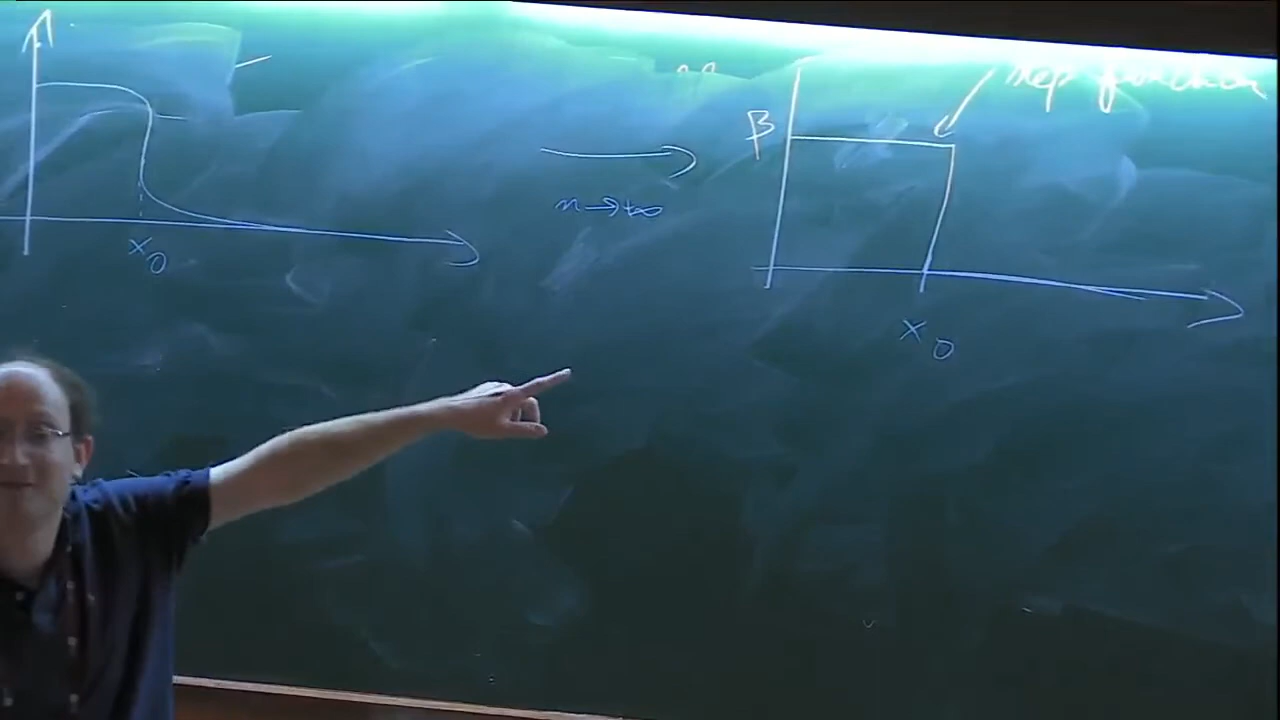 step function
β
n→+∞
x₀
x₀